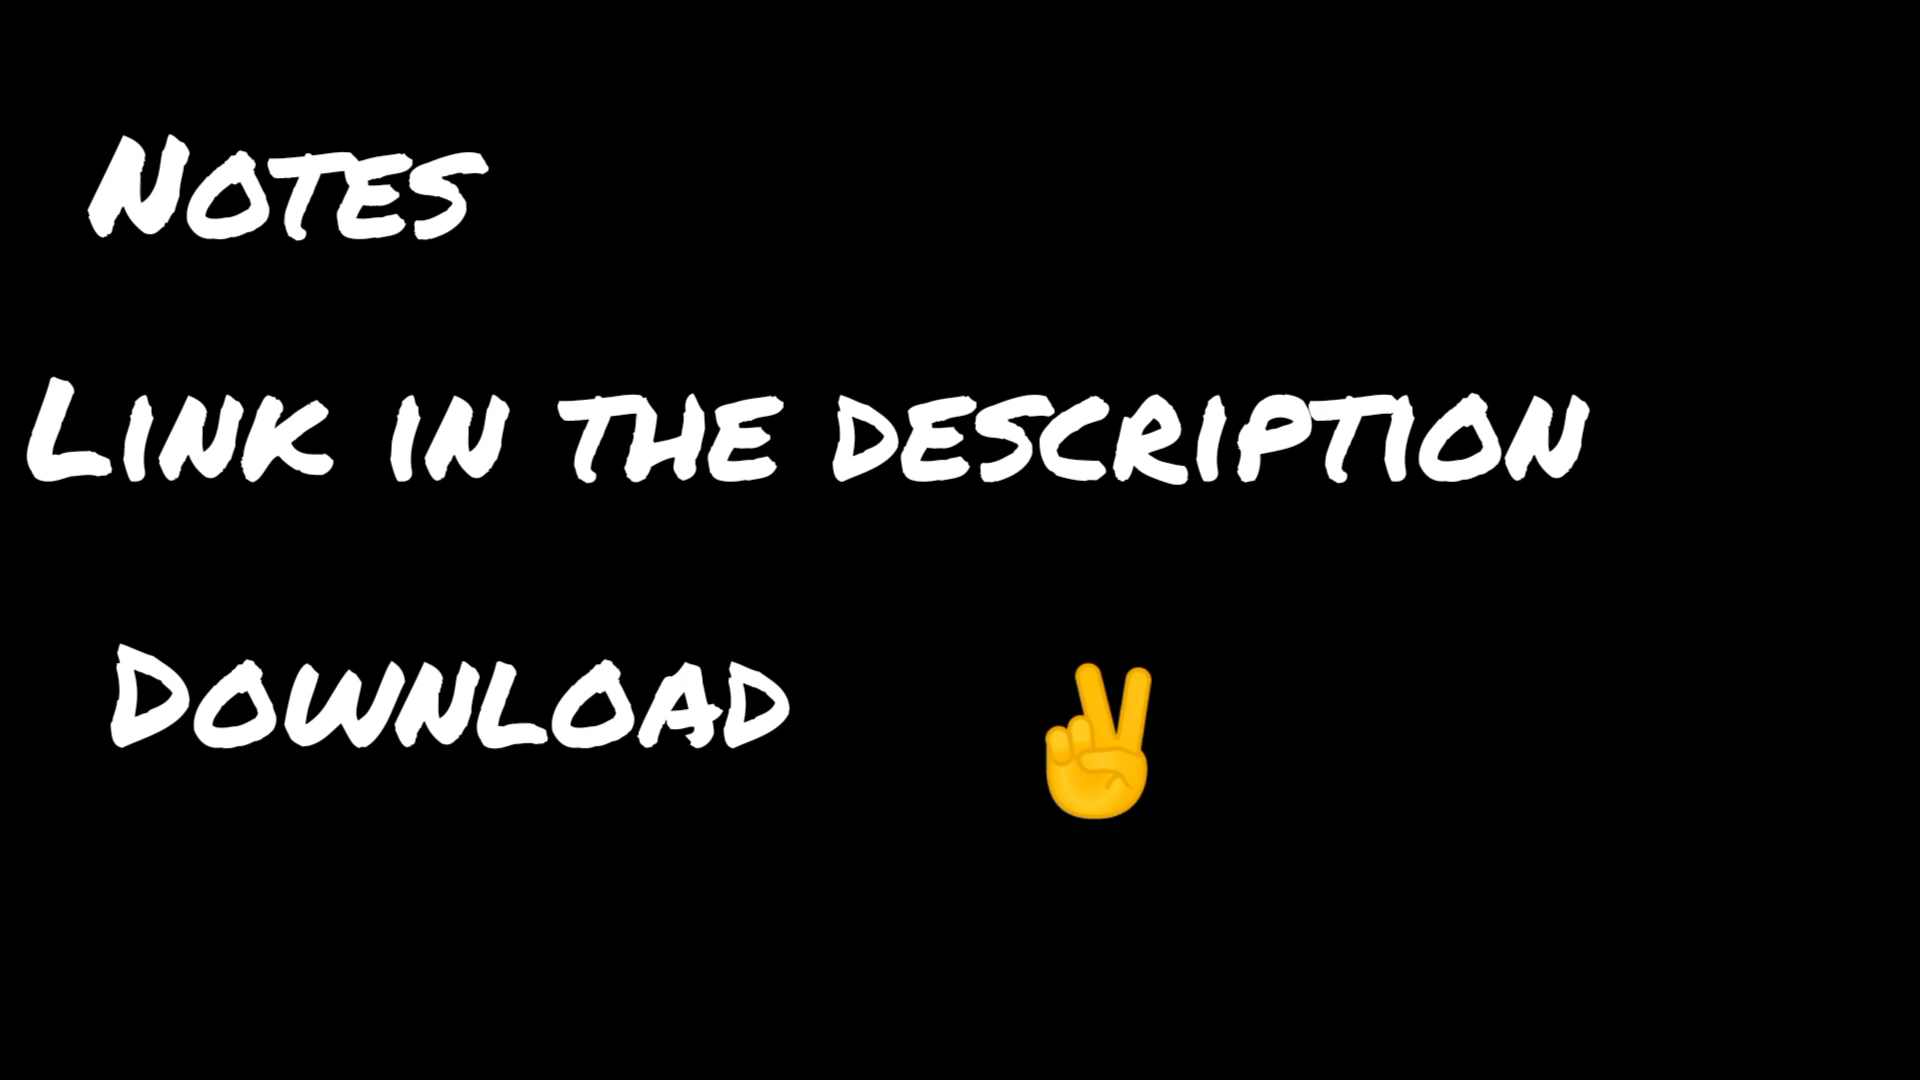 Notes
Link in the description
Download ✌